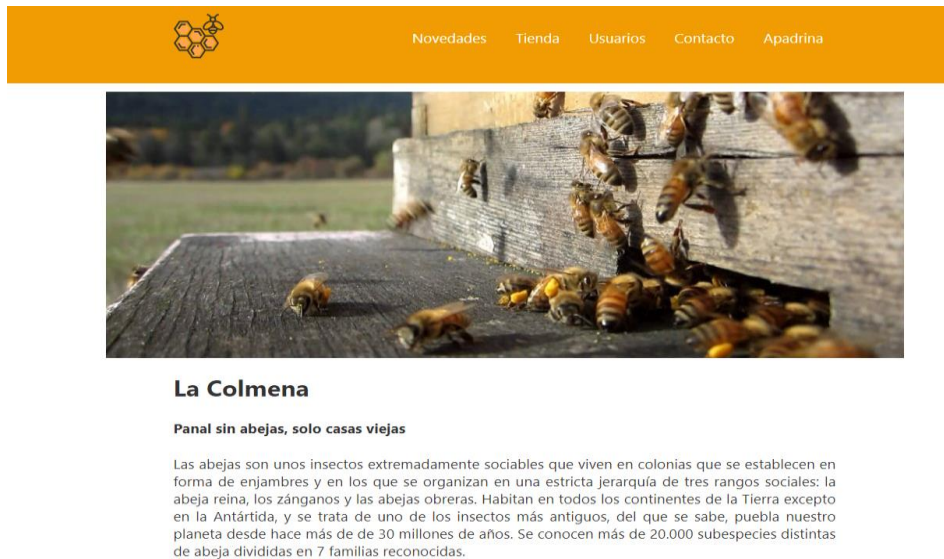 Novedades Tienda Usuarios Contacto Apadrina
La Colmena
Panal sin abejas, solo casas viejas
Las abejas son unos insectos extremadamente sociables que viven en colonias que se establecen en
forma de enjambres y en los que se organizan en una estricta jerarquía de tres rangos sociales: la
abeja reina, los zánganos y las abejas obreras. Habitan en todos los continentes de la Tierra excepto
en la Antártida, y se trata de uno de los insectos más antiguos, del que se sabe, puebla nuestro
planeta desde hace más de de 30 millones de años. Se conocen más de 20.000 subespecies distintas
de abeja divididas en 7 familias reconocidas.